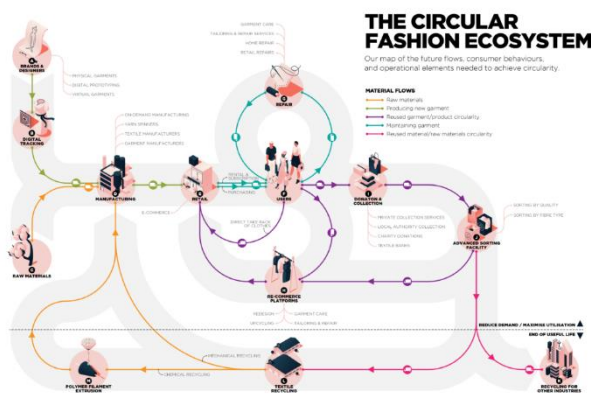 THE CIRCULAR
FASHION ECOSYSTEM
Our map of the future flows, consumer behaviours,
and operational elements needed to achieve circularity.
MATERIAL FLOWS
Raw materials
Producing new garment
Reused garment/product circularity
Maintaining garment
Reused material/raw materials circularity
GARMENT CARE
TAILORING & REPAIR SERVICES
HOME REPAIR
RETAIL REPAIRS
BRANDS &
DESIGNERS
PHYSICAL GARMENTS
DIGITAL PROTOTYPING
VIRTUAL GARMENTS
REPAIR
DIGITAL
TRACKING
ON-DEMAND MANUFACTURING
YARN SPINNERS
TEXTILE MANUFACTURERS
GARMENT MANUFACTURERS
MANUFACTURING
RETAIL
RENTAL &
SUBSCRIPTION
PURCHASING
USERS
DONATION &
COLLECTION
E-COMMERCE
DIRECT TAKE BACK
OF CLOTHES
PRIVATE COLLECTION SERVICES
LOCAL AUTHORITY COLLECTION
CHARITY DONATIONS
TEXTILE BANKS
SORTING BY QUALITY
SORTING BY FIBRE TYPE
ADVANCED SORTING
FACILITY
RAW MATERIALS
RE-COMMERCE
PLATFORMS
REDESIGN
GARMENT CARE
UPCYCLING
TAILORING & REPAIR
REDUCE DEMAND / MAXIMISE UTILISATION
END OF USEFUL LIFE
MECHANICAL RECYCLING
CHEMICAL RECYCLING
POLYMER FILAMENT
EXTRUSION
TEXTILE
RECYCLING
RECYCLING FOR
OTHER INDUSTRIES